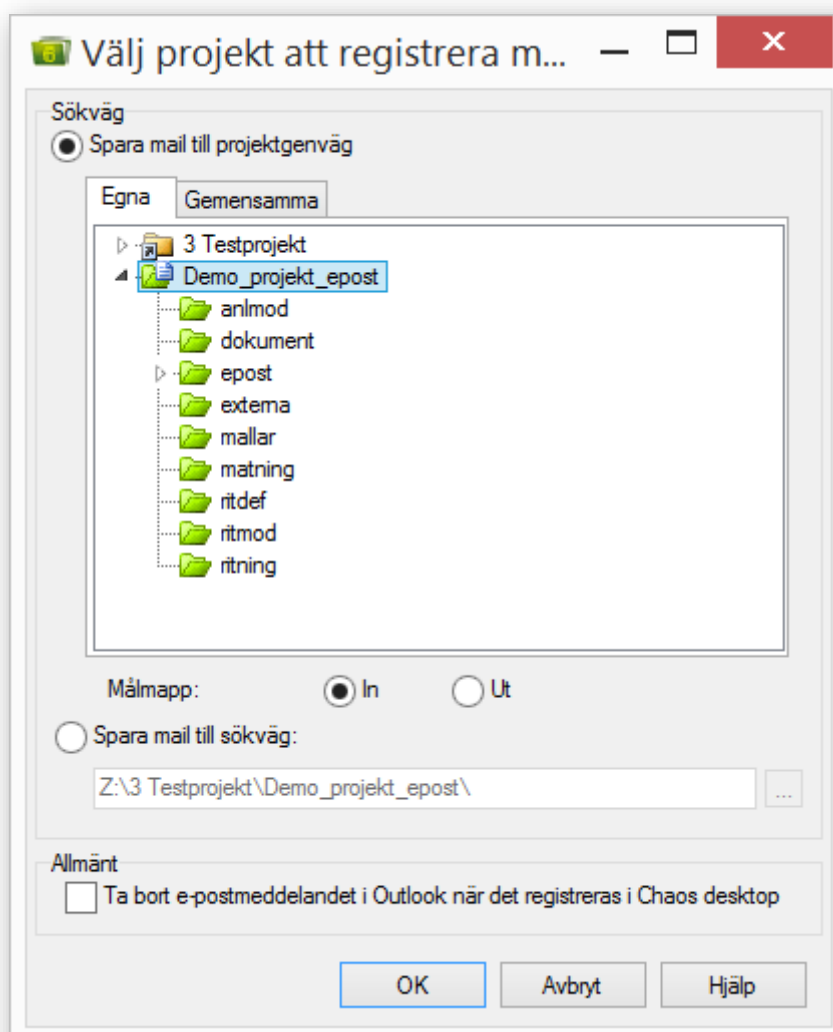 Välj projekt att registrera m...
Sökväg
Spara mail till projektgenväg
Egna
Gemensamma
3 Testprojekt
Demo_projekt_epost
anlmod
dokument
epost
externa
mallar
matning
ritdef
ritmod
ritning
Målmapp: In Ut
Spara mail till sökväg:
Z:\3 Testprojekt\Demo_projekt_epost\
...
Allmänt
Ta bort e-postmeddelandet i Outlook när det registreras i Chaos desktop
OK Avbryt Hjälp